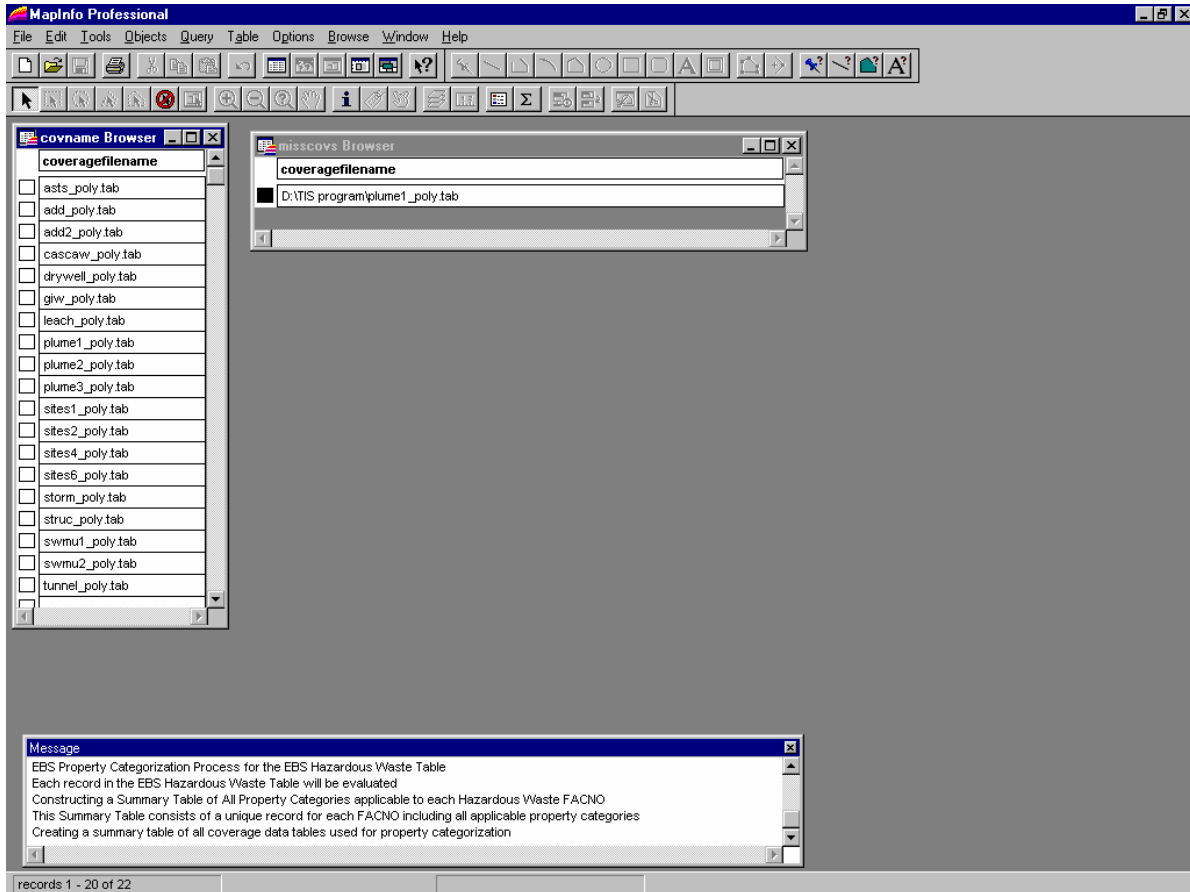 MapInfo Professional
File Edit Tools Objects Query Table Options Browse Window Help
covname Browser
coveragefilename
asts_poly.tab
add_poly.tab
add2_poly.tab
cascaw_poly.tab
drywell_poly.tab
giw_poly.tab
leach_poly.tab
plume1_poly.tab
plume2_poly.tab
plume3_poly.tab
sites1_poly.tab
sites2_poly.tab
sites4_poly.tab
sites6_poly.tab
storm_poly.tab
struc_poly.tab
swmu1_poly.tab
swmu2_poly.tab
tunnel_poly.tab
misscovs Browser
coveragefilename
D:\TIS program\plume1_poly.tab
Message
EBS Property Categorization Process for the EBS Hazardous Waste Table
Each record in the EBS Hazardous Waste Table will be evaluated
Constructing a Summary Table of All Property Categories applicable to each Hazardous Waste FACNO
This Summary Table consists of a unique record for each FACNO including all applicable property categories
Creating a summary table of all coverage data tables used for property categorization
records 1 - 20 of 22